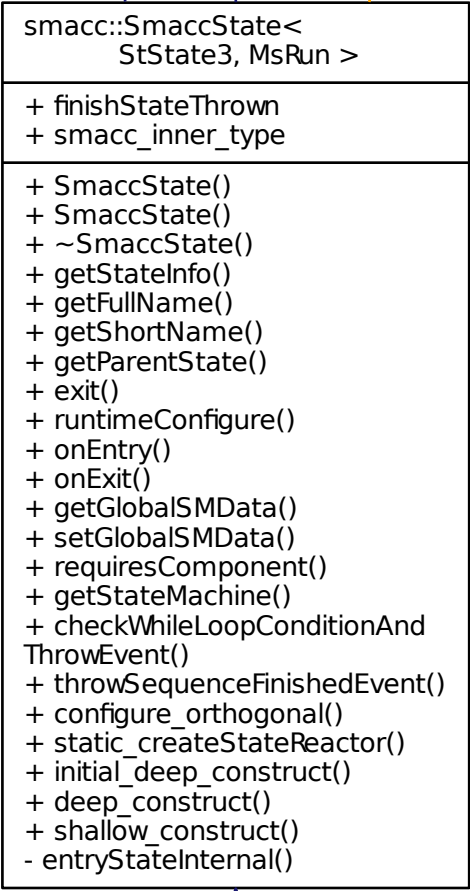 smacc::SmaccState<
StState3, MsRun >
+ finishStateThrown
+ smacc_inner_type
+ SmaccState()
+ SmaccState()
+ ~SmaccState()
+ getStateInfo()
+ getFullName()
+ getShortName()
+ getParentState()
+ exit()
+ runtimeConfigure()
+ onEntry()
+ onExit()
+ getGlobalSMData()
+ setGlobalSMData()
+ requiresComponent()
+ getStateMachine()
+ checkWhileLoopConditionAnd
ThrowEvent()
+ throwSequenceFinishedEvent()
+ configure_orthogonal()
+ static_createStateReactor()
+ initial_deep_construct()
+ deep_construct()
+ shallow_construct()
- entryStateInternal()